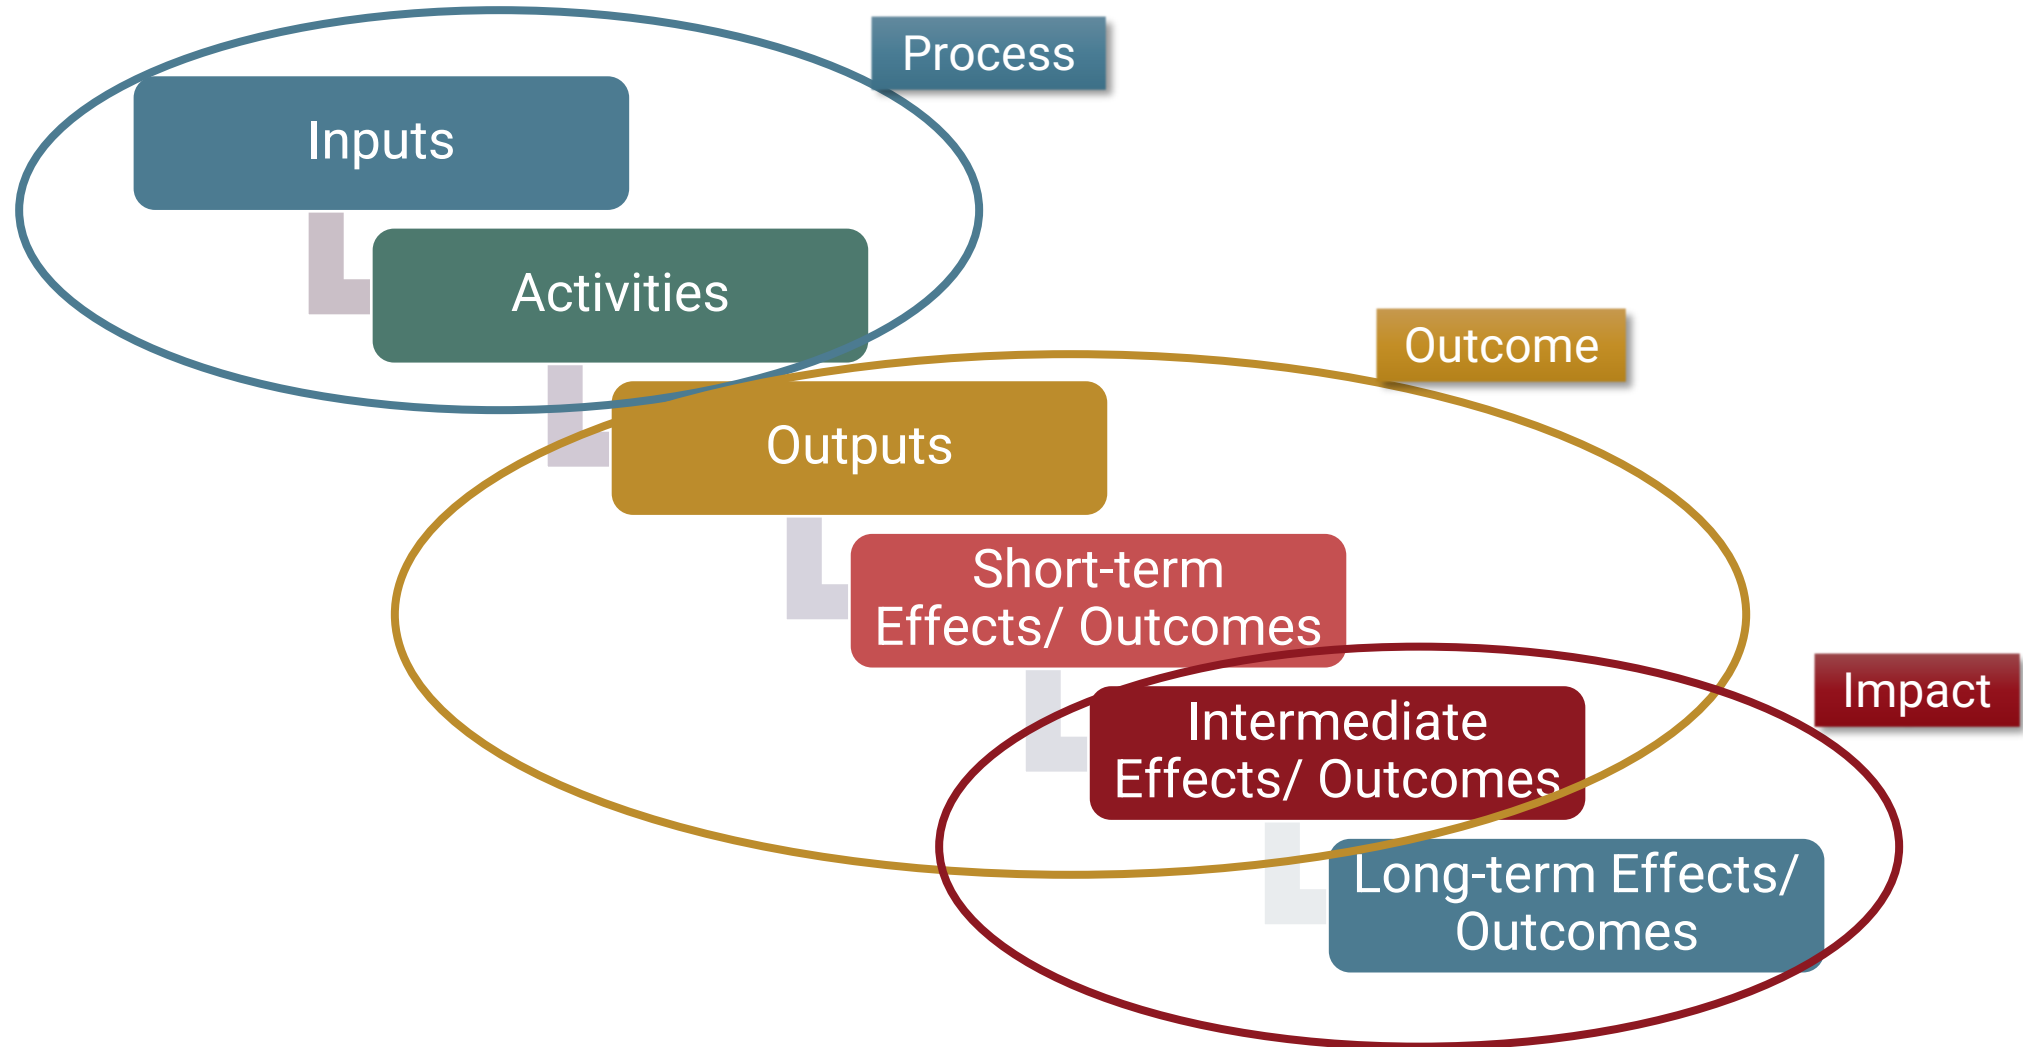 Process
Inputs
Activities
Outcome
Outputs
Short-term
Effects/ Outcomes
Impact
Intermediate
Effects/ Outcomes
Long-term Effects/
Outcomes